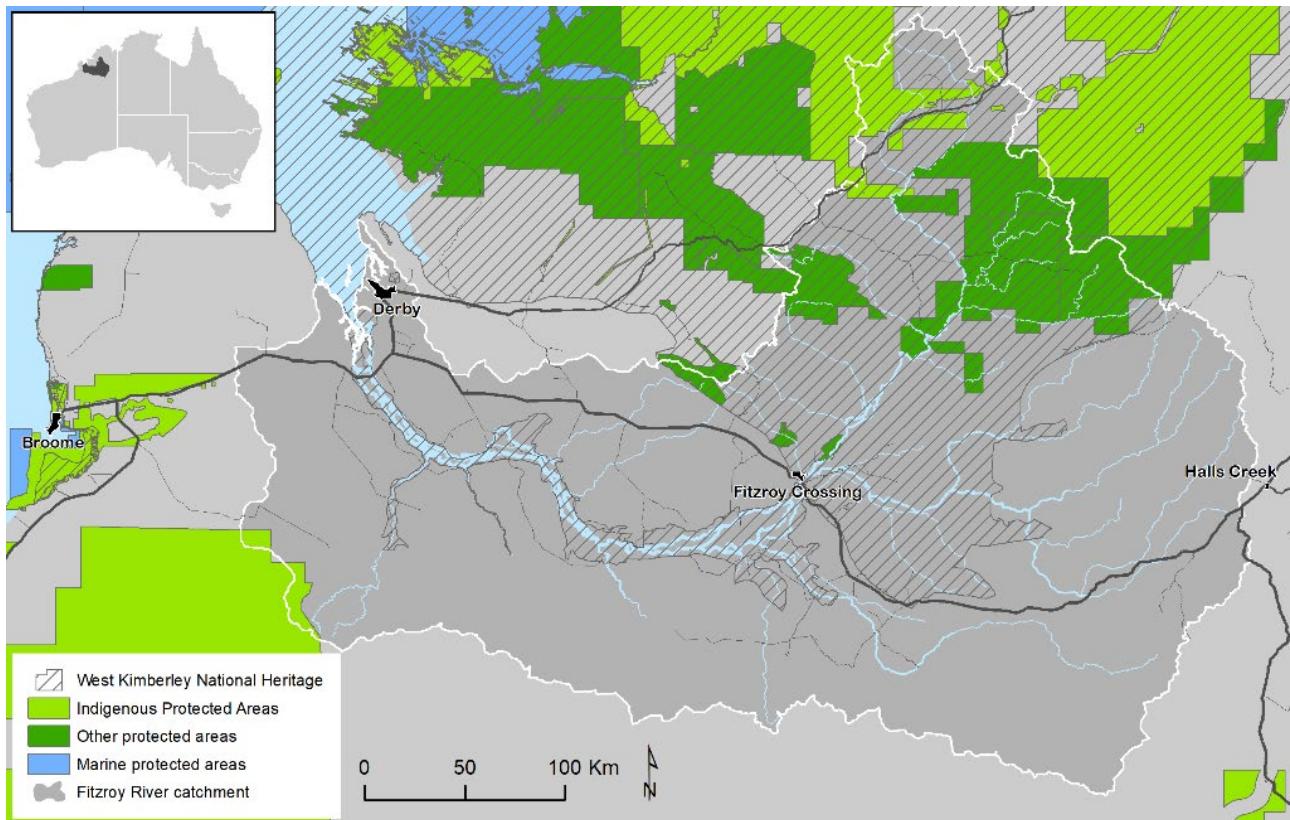 Derby
Broome
Fitzroy Crossing
Halls Creek
West Kimberley National Heritage
Indigenous Protected Areas
Other protected areas
Marine protected areas
Fitzroy River catchment
0 50 100 Km
N